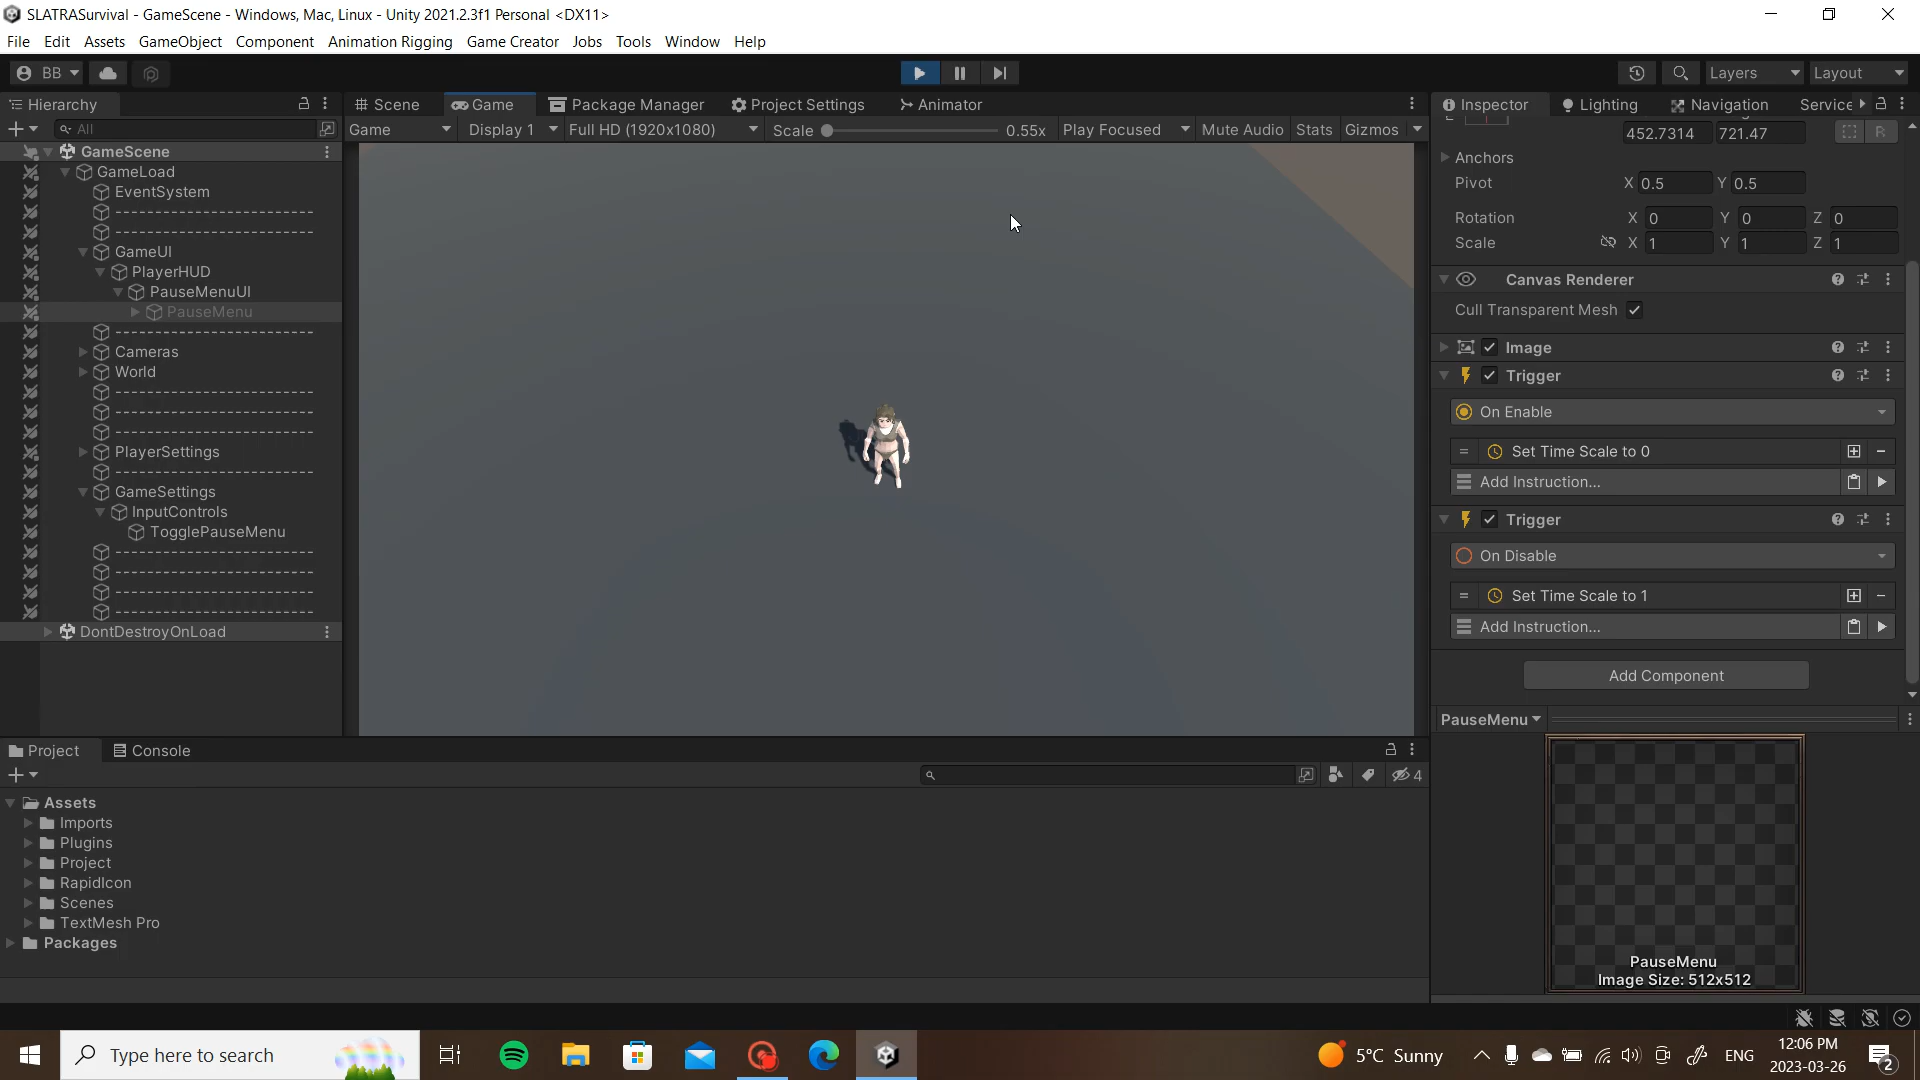 SLATRASurvival - GameScene - Windows, Mac, Linux - Unity 2021.2.3f1 Personal <DX11>
File Edit Assets GameObject Component Animation Rigging Game Creator Jobs Tools Window Help
BB Layers Layout
Hierarchy Scene Game Package Manager Project Settings Animator Inspector Lighting Navigation Service
All Game Display 1 Full HD (1920x1080) Scale 0.55x Play Focused Mute Audio Stats Gizmos
GameScene
GameLoad
EventSystem
--------------------------
--------------------------
GameUI
PlayerHUD
PauseMenuUI
PauseMenu
--------------------------
Cameras
World
--------------------------
--------------------------
--------------------------
PlayerSettings
--------------------------
GameSettings
InputControls
TogglePauseMenu
--------------------------
--------------------------
--------------------------
--------------------------
DontDestroyOnLoad
452.7314 721.47 R
Anchors
Pivot X 0.5 Y 0.5
Rotation X 0 Y 0 Z 0
Scale X 1 Y 1 Z 1
Canvas Renderer
Cull Transparent Mesh
Image
Trigger
On Enable
Set Time Scale to 0
Add Instruction...
Trigger
On Disable
Set Time Scale to 1
Add Instruction...
Add Component
PauseMenu
PauseMenu
Image Size: 512x512
Project Console
4
Assets
Imports
Plugins
Project
RapidIcon
Scenes
TextMesh Pro
Packages
Type here to search
5°C Sunny
ENG
12:06 PM
2023-03-26
2